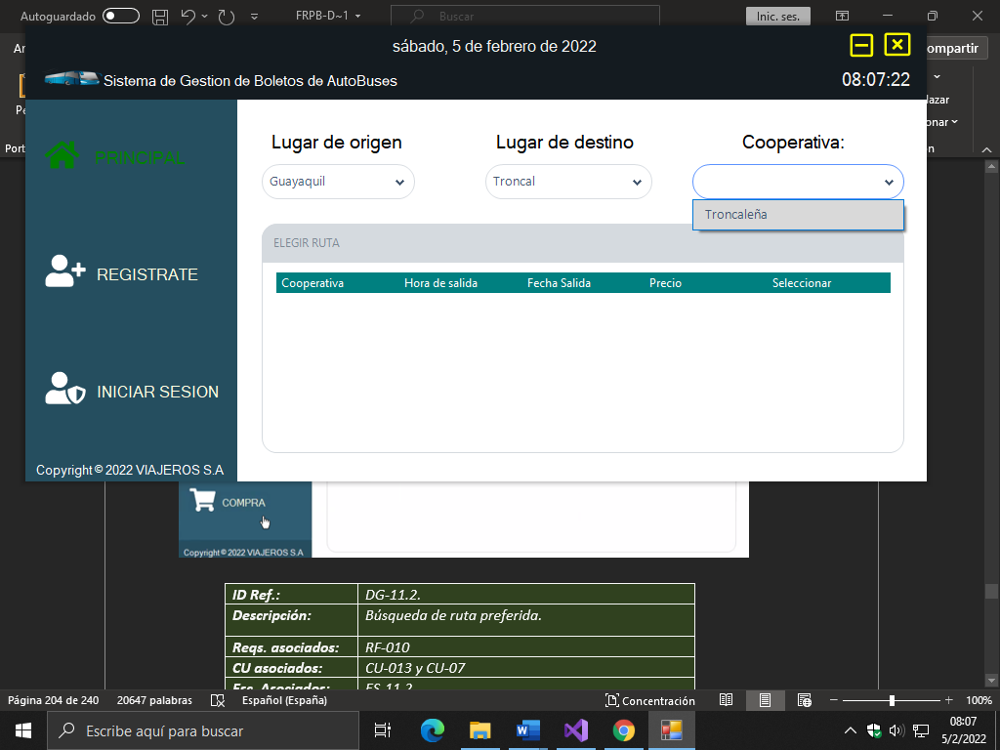 Autoguardado
FRPB-D~1
Buscar
Inic. ses.
sábado, 5 de febrero de 2022
ompartir
Sistema de Gestion de Boletos de AutoBuses
08:07:22
PRINCIPAL
REGISTRATE
INICIAR SESION
Copyright © 2022 VIAJEROS S.A
Lugar de origen
Lugar de destino
Cooperativa:
Guayaquil
Troncal
Troncaleña
ELEGIR RUTA
Cooperativa Hora de salida Fecha Salida Precio Seleccionar
COMPRA
Copyright © 2022 VIAJEROS S.A
ID Ref.: DG-11.2.
Descripción: Búsqueda de ruta preferida.
Reqs. asociados: RF-010
CU asociados: CU-013 y CU-07
Esc. Asociados: ES-11.2
Página 204 de 240 20647 palabras Español (España) Concentración 100%
Escribe aquí para buscar
08:07
5/2/2022